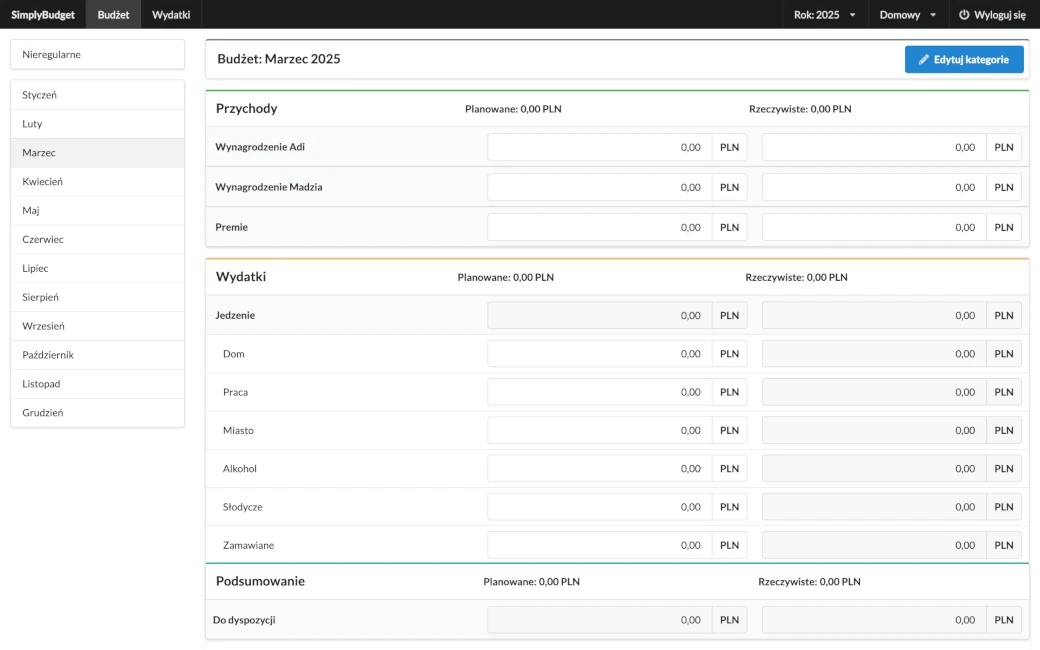 SimplyBudget Budżet Wydatki Rok: 2025 Domowy Wyloguj się
Nieregularne
Styczeń
Luty
Marzec
Kwiecień
Maj
Czerwiec
Lipiec
Sierpień
Wrzesień
Październik
Listopad
Grudzień
Budżet: Marzec 2025 Edytuj kategorie
Przychody Planowane: 0,00 PLN Rzeczywiste: 0,00 PLN
Wynagrodzenie Adi 0,00 PLN 0,00 PLN
Wynagrodzenie Madzia 0,00 PLN 0,00 PLN
Premie 0,00 PLN 0,00 PLN
Wydatki Planowane: 0,00 PLN Rzeczywiste: 0,00 PLN
Jedzenie 0,00 PLN 0,00 PLN
Dom 0,00 PLN 0,00 PLN
Praca 0,00 PLN 0,00 PLN
Miasto 0,00 PLN 0,00 PLN
Alkohol 0,00 PLN 0,00 PLN
Słodycze 0,00 PLN 0,00 PLN
Zamawiane 0,00 PLN 0,00 PLN
Podsumowanie Planowane: 0,00 PLN Rzeczywiste: 0,00 PLN
Do dyspozycji 0,00 PLN 0,00 PLN